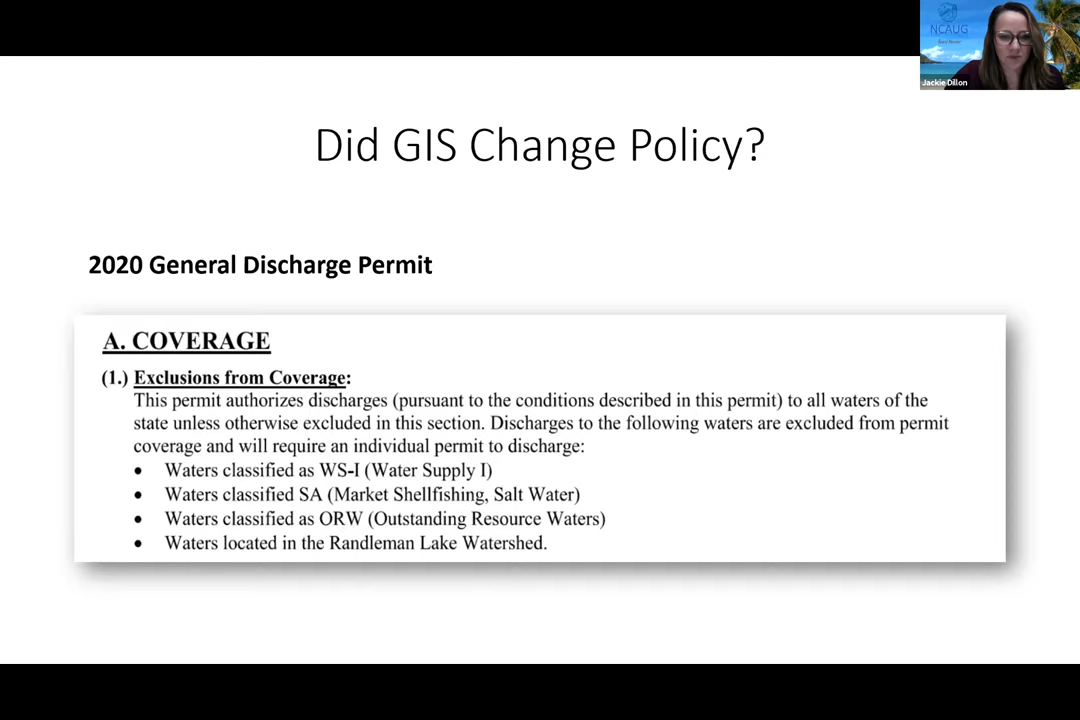 NCAUG
Jackie Dillon
Did GIS Change Policy?
2020 General Discharge Permit
A. COVERAGE
(1.) Exclusions from Coverage:
This permit authorizes discharges (pursuant to the conditions described in this permit) to all waters of the
state unless otherwise excluded in this section. Discharges to the following waters are excluded from permit
coverage and will require an individual permit to discharge:
• Waters classified as WS-I (Water Supply I)
• Waters classified SA (Market Shellfishing, Salt Water)
• Waters classified as ORW (Outstanding Resource Waters)
• Waters located in the Randleman Lake Watershed.